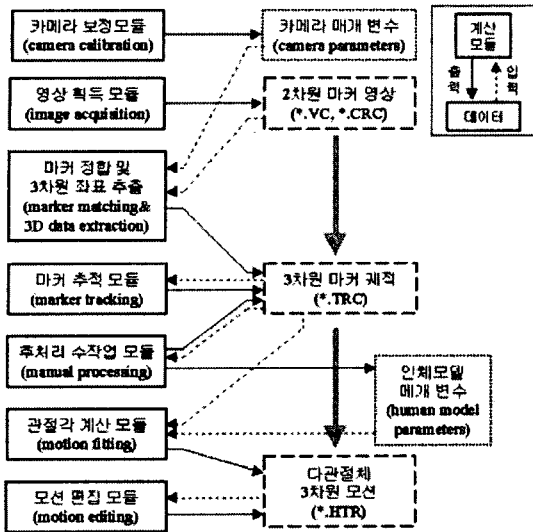 카메라 보정모듈
(camera calibration)
카메라 매개 변수
(camera parameters)
계산
모듈
출력
입력
데이터
영상 획득 모듈
(image acquisition)
2차원 마커 영상
(*.VC, *.CRC)
마커 정합 및
3차원 좌표 추출
(marker matching&
3D data extraction)
마커 추적 모듈
(marker tracking)
3차원 마커 궤적
(*.TRC)
후처리 수작업 모듈
(manual processing)
인체모델
매개 변수
(human model
parameters)
관절각 계산 모듈
(motion fitting)
다관절체
3차원 모션
(*.HTR)
모션 편집 모듈
(motion editing)